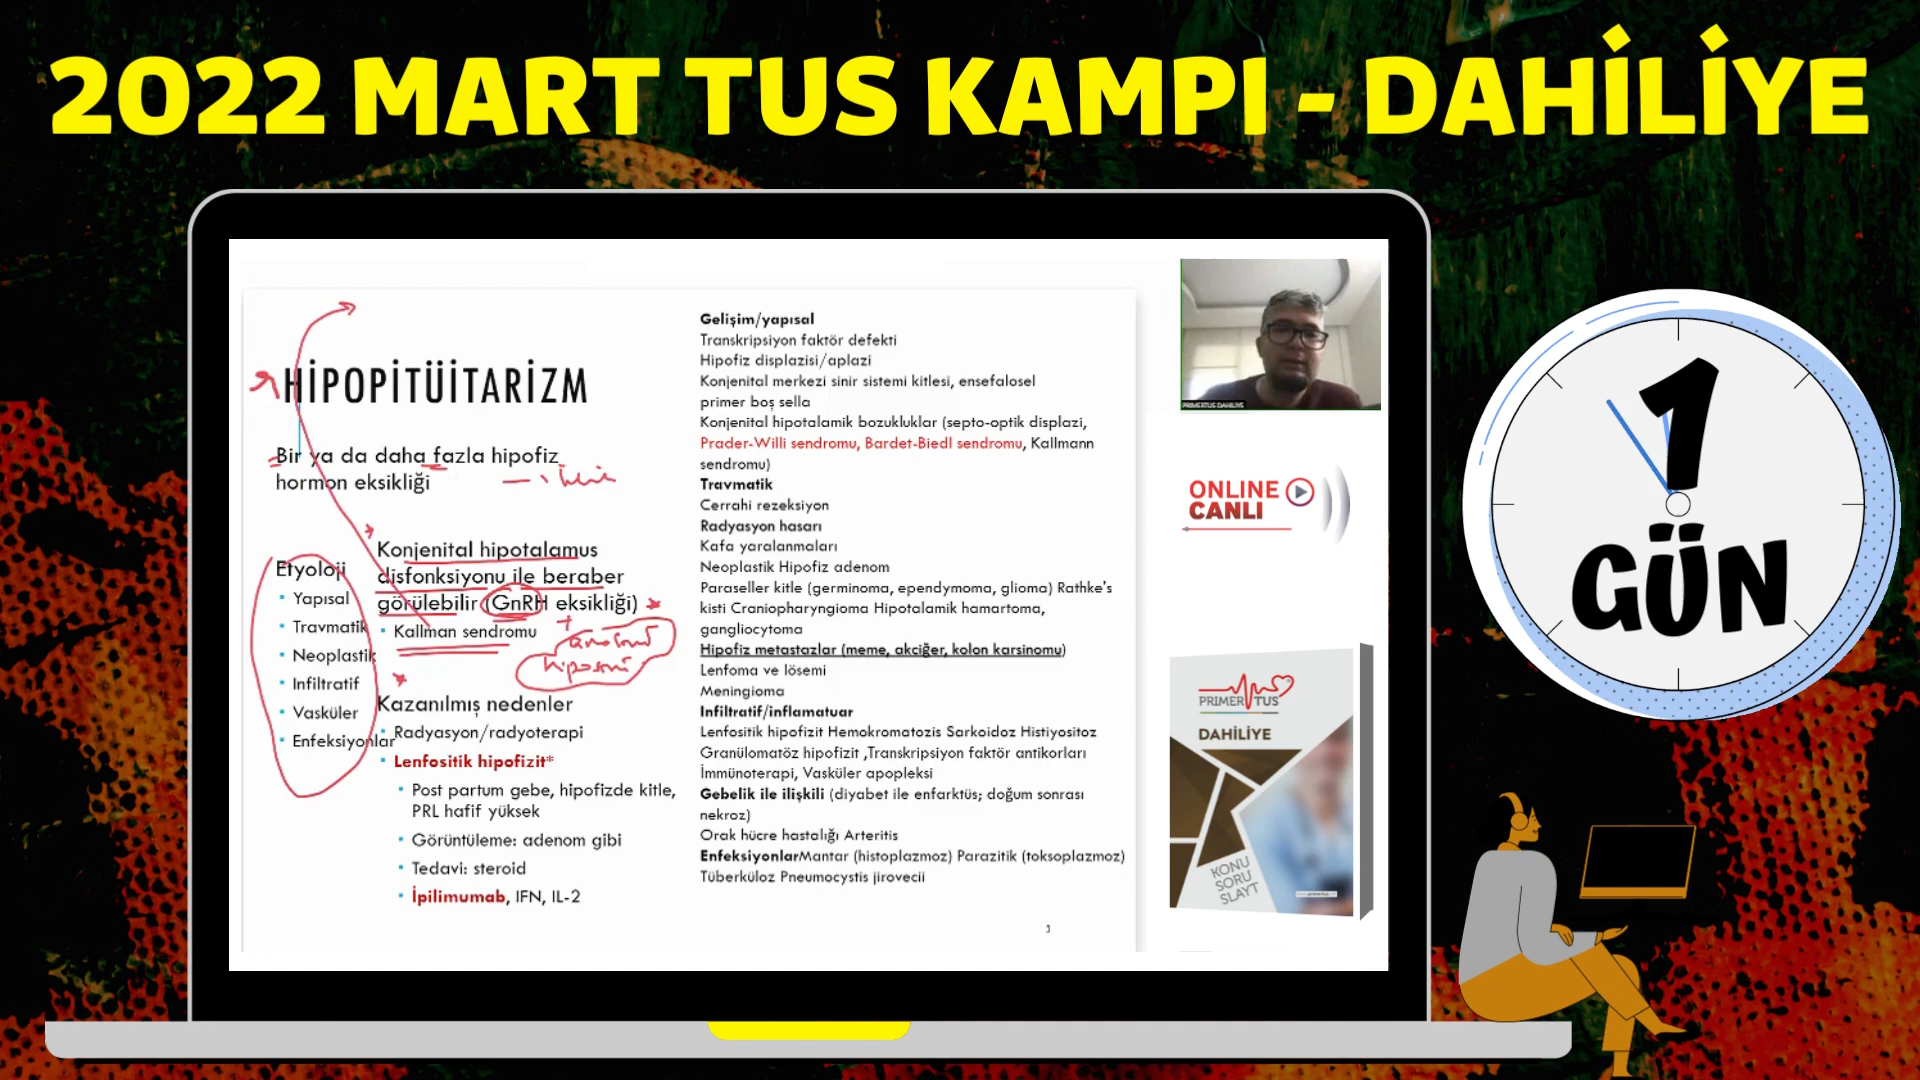 2022 MART TUS KAMPI - DAHİLİYE
HİPOPİTÜİTARİZM
Bir ya da daha fazla hipofiz
hormon eksikliği
Etyoloji
Yapısal
Travmatik
Neoplastik
Infiltratif
Vasküler
Enfeksiyonlar
Konjenital hipotalamus
disfonksiyonu ile beraber
görülebilir (GnRH eksikliği)
Kallman sendromu
+
anosmi
hiposmi
Kazanılmış nedenler
Radyasyon/radyoterapi
Lenfositik hipofizit*
Post partum gebe, hipofizde kitle,
PRL hafif yüksek
Görüntüleme: adenom gibi
Tedavi: steroid
İpilimumab, IFN, IL-2
Gelişim/yapısal
Transkripsiyon faktör defekti
Hipofiz displazisi/aplazi
Konjenital merkezi sinir sistemi kitlesi, ensefalosel
primer boş sella
Konjenital hipotalamik bozukluklar (septo-optik displazi,
Prader-Willi sendromu, Bardet-Biedl sendromu, Kallmann
sendromu)
Travmatik
Cerrahi rezeksiyon
Radyasyon hasarı
Kafa yaralanmaları
Neoplastik Hipofiz adenom
Paraseller kitle (germinoma, ependymoma, glioma) Rathke's
kisti Craniopharyngioma Hipotalamik hamartoma,
gangliocytoma
Hipofiz metastazlar (meme, akciğer, kolon karsinomu)
Lenfoma ve lösemi
Meningioma
Infiltratif/inflamatuar
Lenfositik hipofizit Hemokromatozis Sarkoidoz Histiyositoz
Granülomatöz hipofizit ,Transkripsiyon faktör antikorları
İmmünoterapi, Vasküler apopleksi
Gebelik ile ilişkili (diyabet ile enfarktüs; doğum sonrası
nekroz)
Orak hücre hastalığı Arteritis
EnfeksiyonlarMantar (histoplazmoz) Parazitik (toksoplazmoz)
Tüberküloz Pneumocystis jirovecii
3
PRIMERTUS DAHILIYE
ONLINE
CANLI
PRIMER TUS
DAHİLİYE
KONU
SORU
SLAYT
1
GÜN